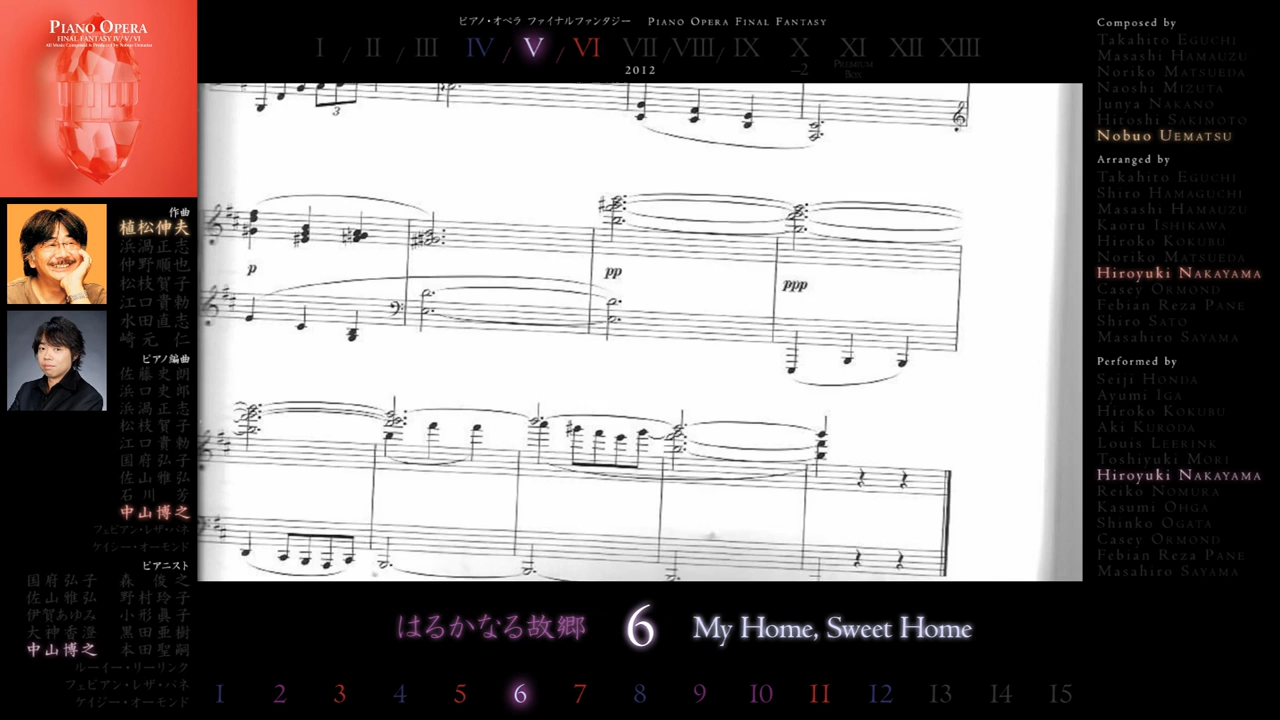 PIANO OPERA
FINAL FANTASY IV/V/VI
All Music Composed & Produced by Nobuo Uematsu
ピアノ・オペラ ファイナルファンタジー PIANO OPERA FINAL FANTASY
I / II / III IV / V / VI VII / VIII / IX X XI XII XIII
2012
–2
PREMIUM
BOX
作曲
植松伸夫
浜渦正志
仲野順也
松枝賀子
江口貴勅
水田直志
崎元 仁
ピアノ編曲
佐藤史朗
浜口史郎
浜渦正志
松枝賀子
江口貴勅
国府弘子
佐山雅弘
石川 芳
中山博之
フェビアン・レザ・パネ
ケイシー・オーモンド
ピアニスト
国府弘子 森 俊之
佐山雅弘 野村玲子
伊賀あゆみ 小形眞子
大神香澄 黒田亜樹
中山博之 本田聖嗣
ルーイー・リーリンク
フェビアン・レザ・パネ
ケイジー・オーモンド
3
p
pp
ppp
Composed by
Takahito EGUCHI
Masashi HAMAUZU
Noriko MATSUEDA
Naoshi MIZUTA
Junya NAKANO
Hitoshi SAKIMOTO
Nobuo UEMATSU
Arranged by
Takahito EGUCHI
Shiro HAMAGUCHI
Masashi HAMAUZU
Kaoru ISHIKAWA
Hiroko KOKUBU
Noriko MATSUEDA
Hiroyuki NAKAYAMA
Casey ORMOND
Febian Reza PANE
Shiro SATO
Masahiro SAYAMA
Performed by
Seiji HONDA
Ayumi IGA
Hiroko KOKUBU
Aki KURODA
Louis LEERINK
Toshiyuki MORI
Hiroyuki NAKAYAMA
Reiko NOMURA
Kasumi OHGA
Shinko OGATA
Casey ORMOND
Febian Reza PANE
Masahiro SAYAMA
はるかなる故郷 6 My Home, Sweet Home
1 2 3 4 5 6 7 8 9 10 11 12 13 14 15